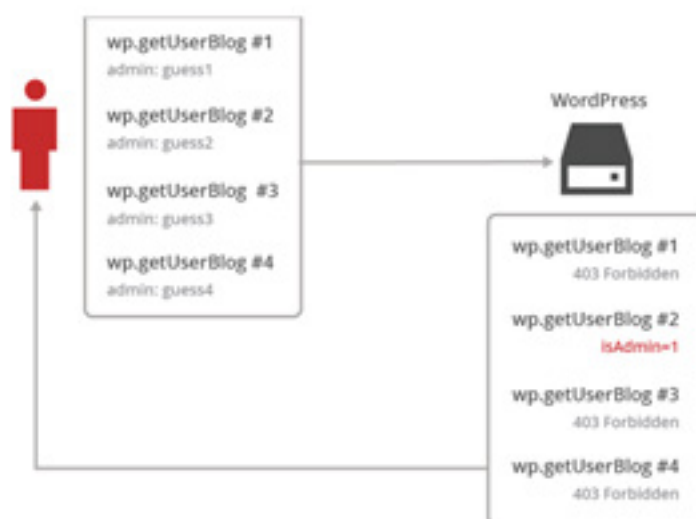 wp.getUserBlog #1
admin: guess1
wp.getUserBlog #2
admin: guess2
wp.getUserBlog #3
admin: guess3
wp.getUserBlog #4
admin: guess4
WordPress
wp.getUserBlog #1
403 Forbidden
wp.getUserBlog #2
isAdmin=1
wp.getUserBlog #3
403 Forbidden
wp.getUserBlog #4
403 Forbidden